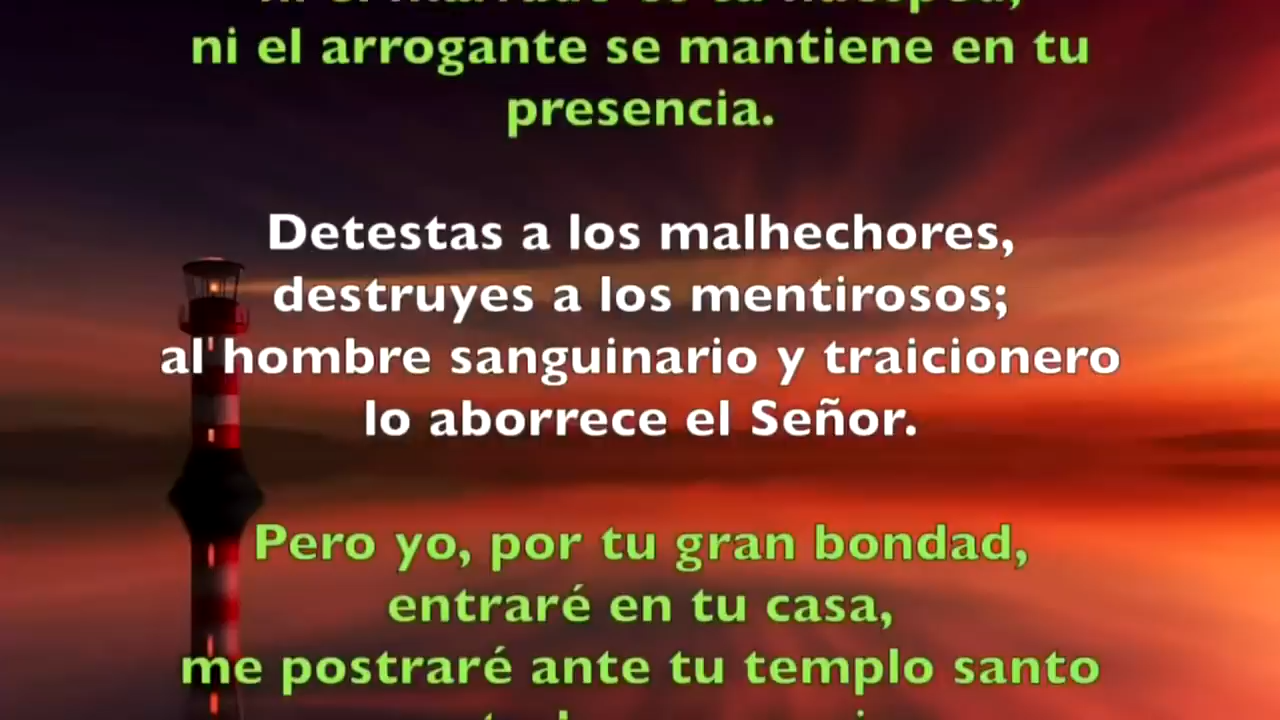 ni el arrogante se mantiene en tu
presencia.
Detestas a los malhechores,
destruyes a los mentirosos;
al hombre sanguinario y traicionero
lo aborrece el Señor.
Pero yo, por tu gran bondad,
entraré en tu casa,
me postraré ante tu templo santo